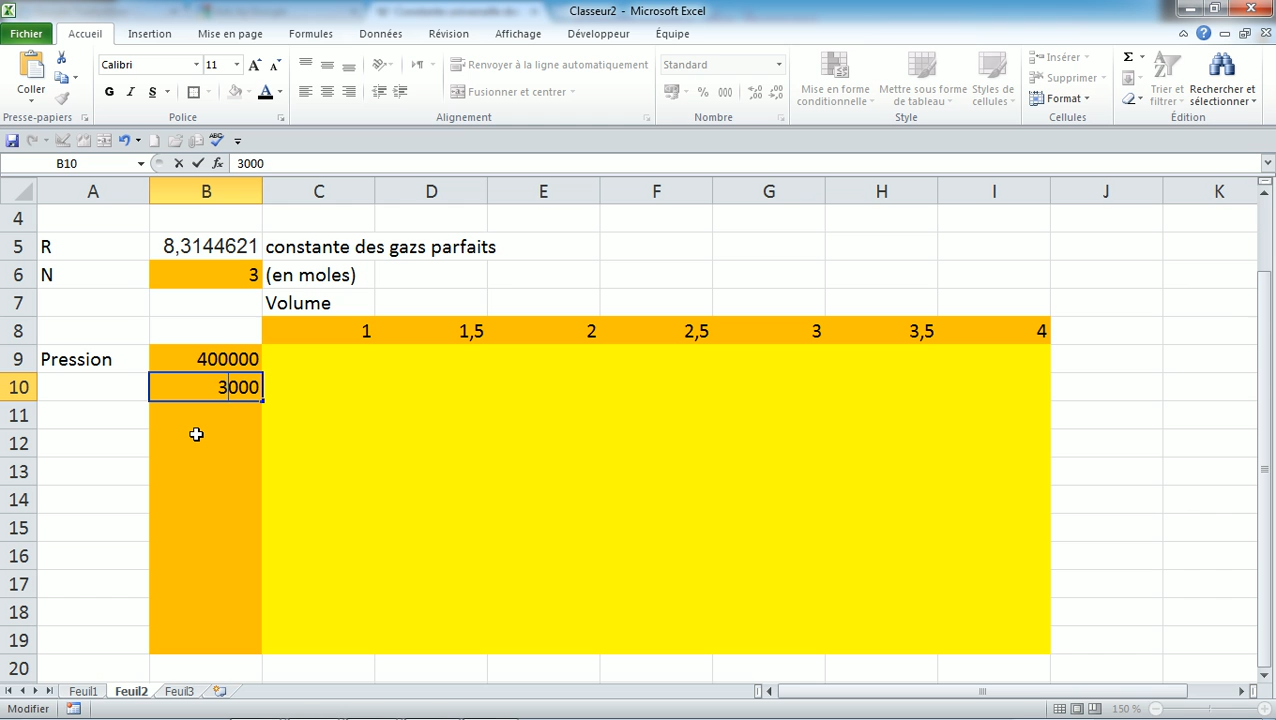 Classeur2 - Microsoft Excel
Fichier Accueil Insertion Mise en page Formules Données Révision Affichage Développeur Équipe
Coller
Presse-papiers
Calibri 11
G I S
Police
Renvoyer à la ligne automatiquement
Fusionner et centrer
Alignement
Standard
% 000
Nombre
Mise en forme conditionnelle
Mettre sous forme de tableau
Styles de cellules
Style
Insérer
Supprimer
Format
Cellules
Trier et filtrer
Rechercher et sélectionner
Édition
B10 fx 3000
A B C D E F G H I J K
4
5 R 8,3144621 constante des gazs parfaits
6 N 3 (en moles)
7 Volume
8 1 1,5 2 2,5 3 3,5 4
9 Pression 400000
10 3000
11
12
13
14
15
16
17
18
19
20
Feuil1 Feuil2 Feuil3
Modifier 150 %